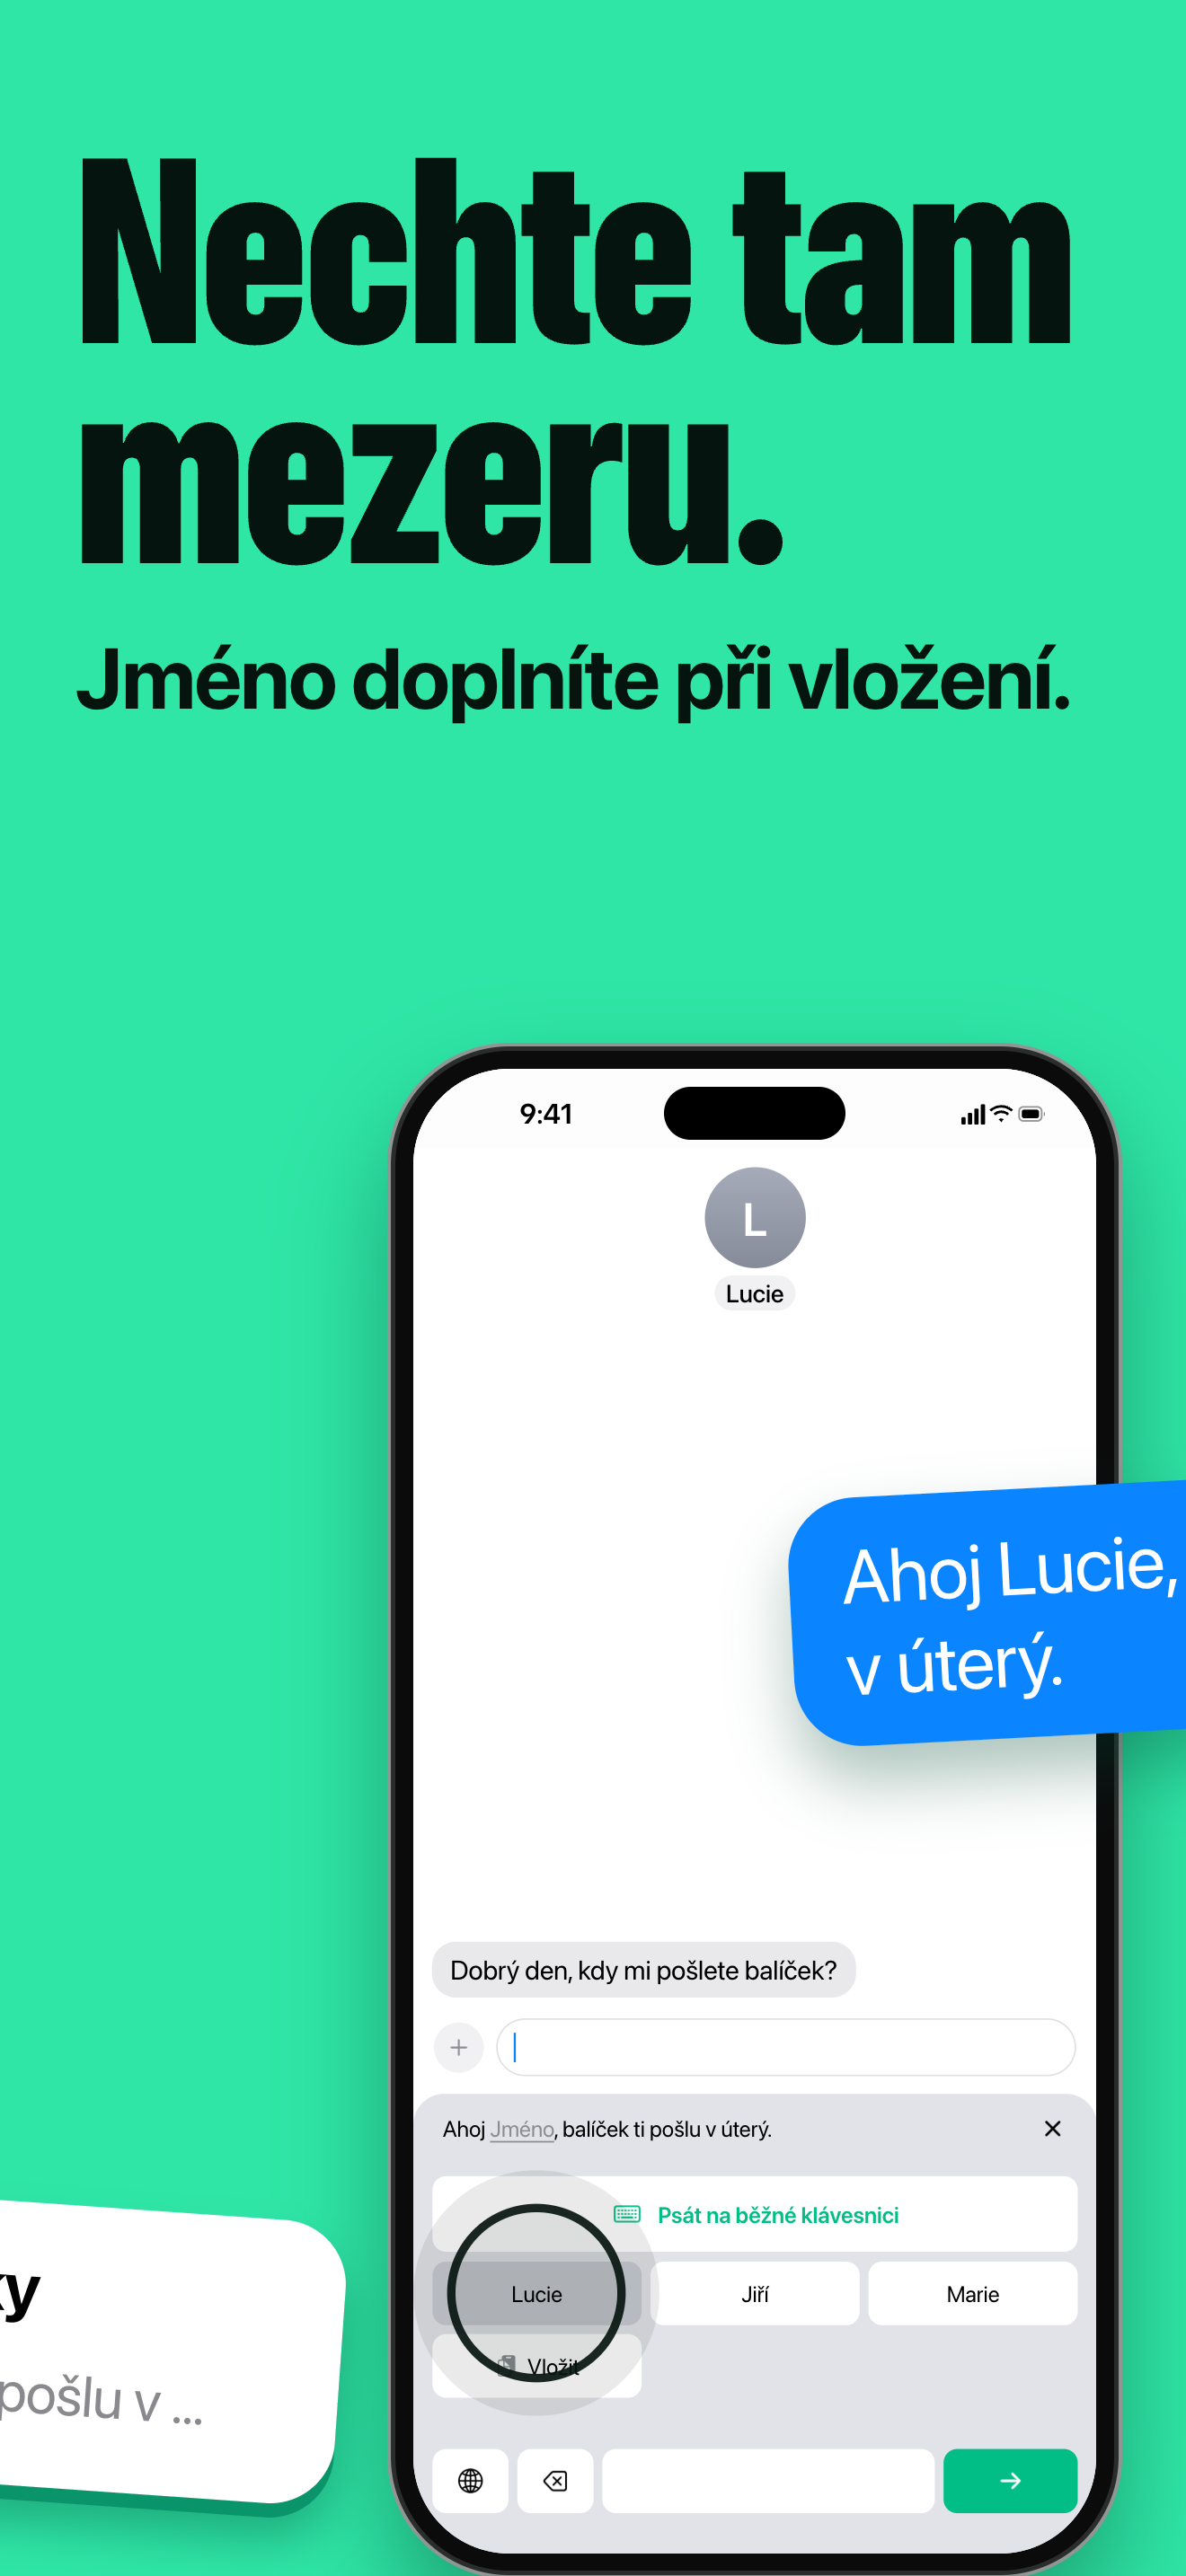 Nechte tam
mezeru.
Jméno doplníte při vložení.
9:41
L
Lucie
Ahoj Lucie,
v úterý.
Dobrý den, kdy mi pošlete balíček?
Ahoj Jméno, balíček ti pošlu v úterý.
Psát na běžné klávesnici
Lucie Jiří Marie
Vložit
pošlu v ...